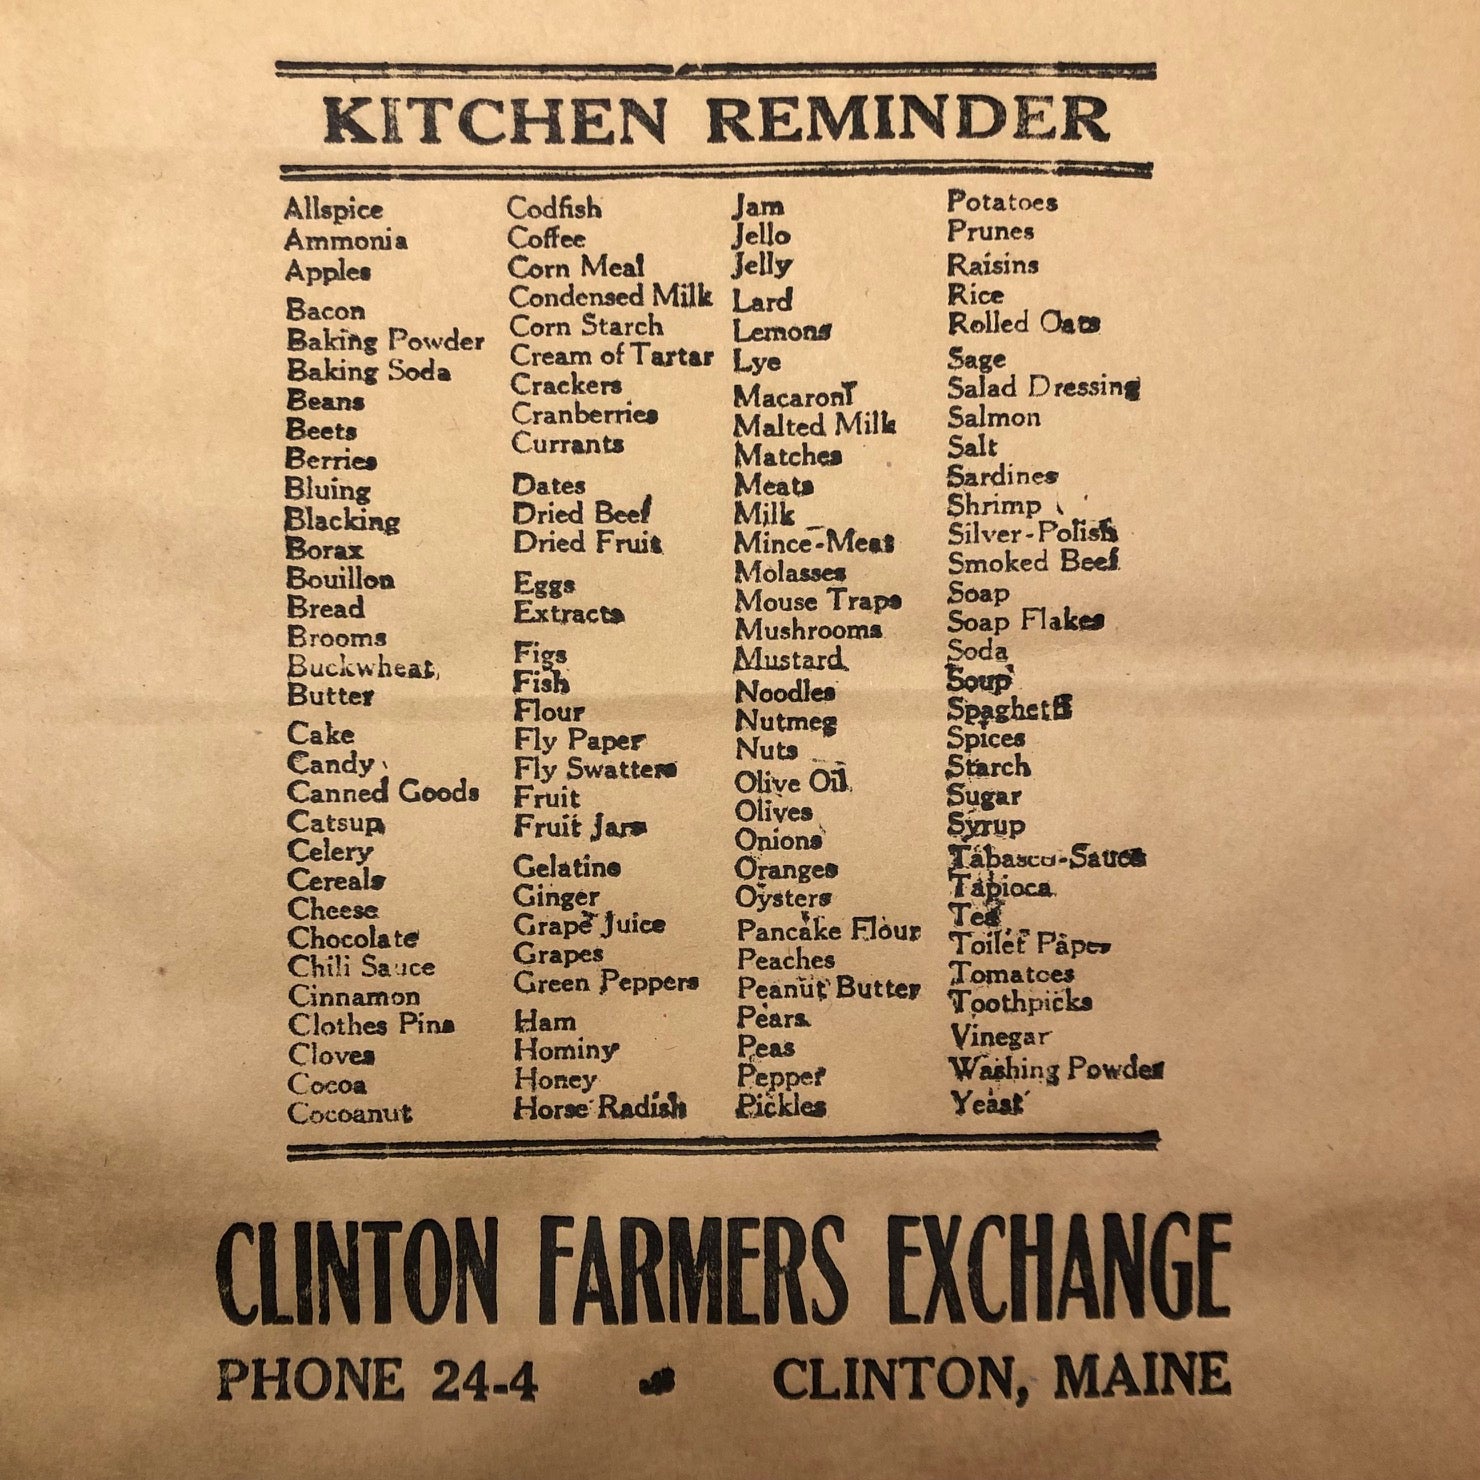 KITCHEN REMINDER
Allspice
Ammonia
Apples
Bacon
Baking Powder
Baking Soda
Beans
Beets
Berries
Bluing
Blacking
Borax
Bouillon
Bread
Brooms
Buckwheat
Butter
Cake
Candy
Canned Goods
Catsup
Celery
Cereals
Cheese
Chocolate
Chili Sauce
Cinnamon
Clothes Pins
Cloves
Cocoa
Cocoanut
Codfish
Coffee
Corn Meal
Condensed Milk
Corn Starch
Cream of Tartar
Crackers
Cranberries
Currants
Dates
Dried Beef
Dried Fruit
Eggs
Extracts
Figs
Fish
Flour
Fly Paper
Fly Swatters
Fruit
Fruit Jars
Gelatine
Ginger
Grape Juice
Grapes
Green Peppers
Ham
Hominy
Honey
Horse Radish
Jam
Jello
Jelly
Lard
Lemons
Lye
Macaroni
Malted Milk
Matches
Meats
Milk
Mince-Meat
Molasses
Mouse Traps
Mushrooms
Mustard
Noodles
Nutmeg
Nuts
Olive Oil
Olives
Onions
Oranges
Oysters
Pancake Flour
Peaches
Peanut Butter
Pears
Peas
Pepper
Pickles
Potatoes
Prunes
Raisins
Rice
Rolled Oats
Sage
Salad Dressing
Salmon
Salt
Sardines
Shrimp
Silver-Polish
Smoked Beef
Soap
Soap Flakes
Soda
Soup
Spaghetti
Spices
Starch
Sugar
Syrup
Tabasco-Sauce
Tapioca
Tea
Toilet Paper
Tomatoes
Toothpicks
Vinegar
Washing Powder
Yeast
CLINTON FARMERS EXCHANGE
PHONE 24-4 CLINTON, MAINE